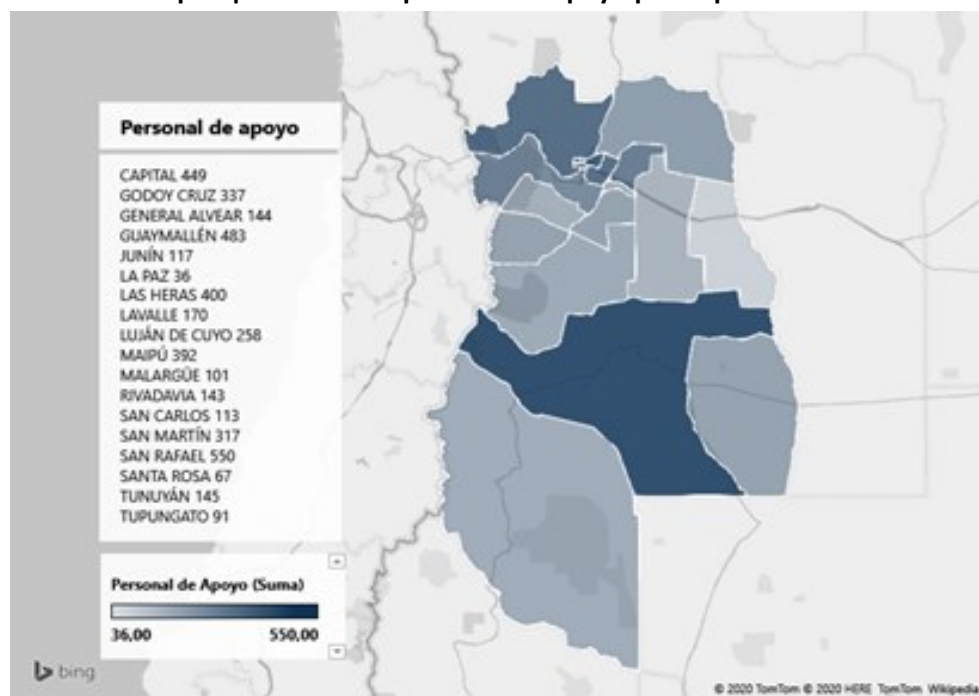 Personal de apoyo
CAPITAL 449
GODOY CRUZ 337
GENERAL ALVEAR 144
GUAYMALLÉN 483
JUNÍN 117
LA PAZ 36
LAS HERAS 400
LAVALLE 170
LUJÁN DE CUYO 258
MAIPÚ 392
MALARGÜE 101
RIVADAVIA 143
SAN CARLOS 113
SAN MARTÍN 317
SAN RAFAEL 550
SANTA ROSA 67
TUNUYÁN 145
TUPUNGATO 91
Personal de Apoyo (Suma)
36,00 550,00
bing
© 2020 TomTom © 2020 HERE, TomTom, Wikipedia